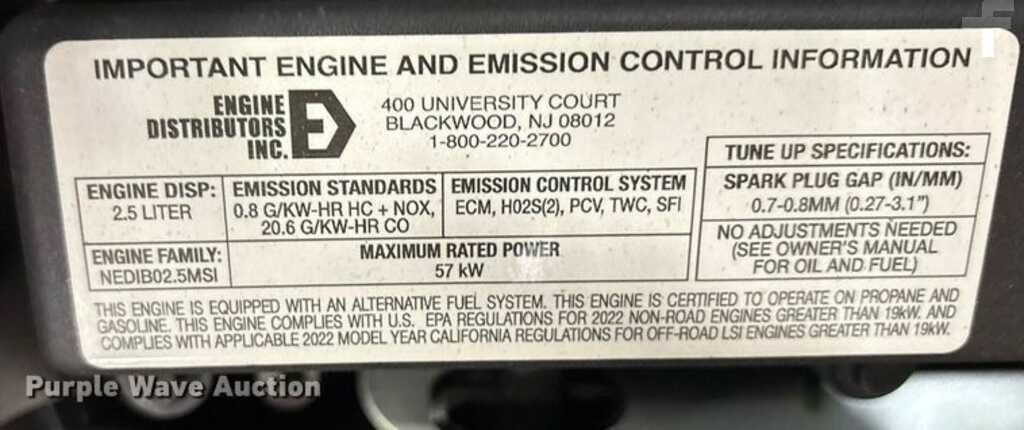 IMPORTANT ENGINE AND EMISSION CONTROL INFORMATION
ENGINE
DISTRIBUTORS
INC.
400 UNIVERSITY COURT
BLACKWOOD, NJ 08012
1-800-220-2700
ENGINE DISP:
2.5 LITER
EMISSION STANDARDS
0.8 G/KW-HR HC + NOX,
20.6 G/KW-HR CO
EMISSION CONTROL SYSTEM
ECM, H02S(2), PCV, TWC, SFI
ENGINE FAMILY:
NEDIB02.5MSI
MAXIMUM RATED POWER
57 kW
TUNE UP SPECIFICATIONS:
SPARK PLUG GAP (IN/MM)
0.7-0.8MM (0.27-3.1")
NO ADJUSTMENTS NEEDED
(SEE OWNER'S MANUAL
FOR OIL AND FUEL)
THIS ENGINE IS EQUIPPED WITH AN ALTERNATIVE FUEL SYSTEM. THIS ENGINE IS CERTIFIED TO OPERATE ON PROPANE AND
GASOLINE. THIS ENGINE COMPLIES WITH U.S. EPA REGULATIONS FOR 2022 NON-ROAD ENGINES GREATER THAN 19kW. AND
COMPLIES WITH APPLICABLE 2022 MODEL YEAR CALIFORNIA REGULATIONS FOR OFF-ROAD LSI ENGINES GREATER THAN 19kW.
Purple Wave Auction